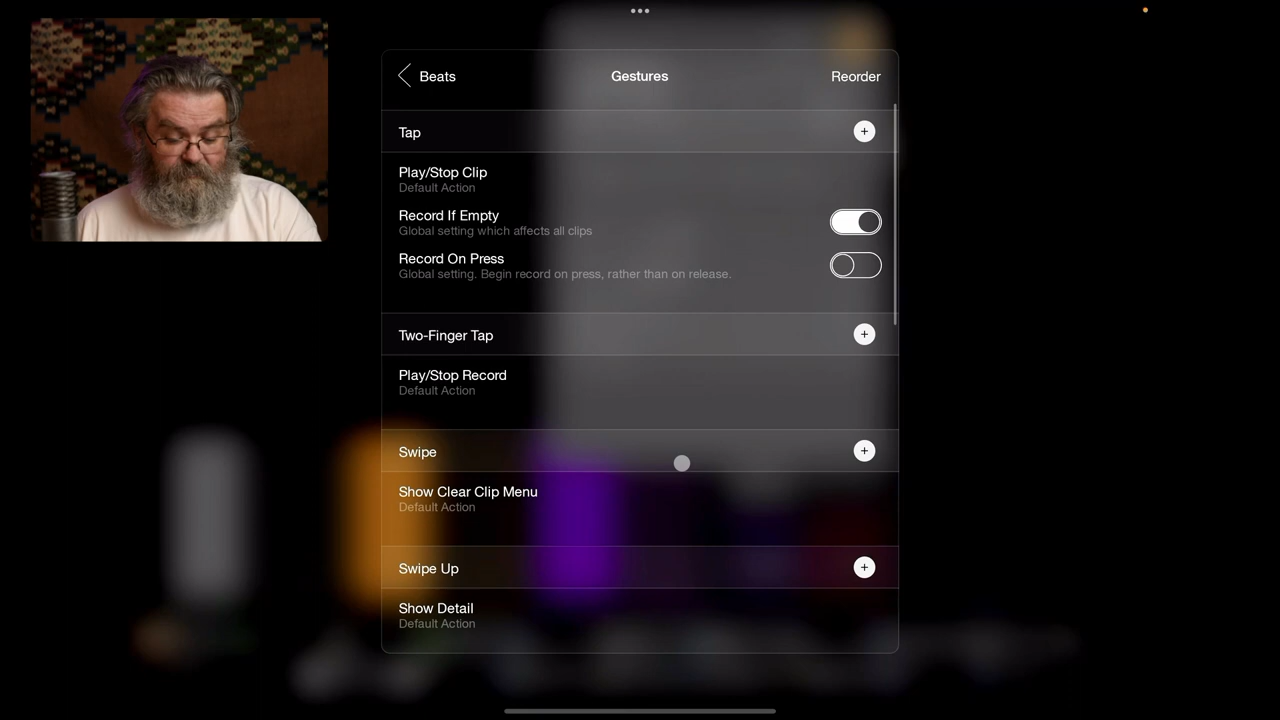 Beats
Gestures
Reorder
Tap
Play/Stop Clip
Default Action
Record If Empty
Global setting which affects all clips
Record On Press
Global setting. Begin record on press, rather than on release.
Two-Finger Tap
Play/Stop Record
Default Action
Swipe
Show Clear Clip Menu
Default Action
Swipe Up
Show Detail
Default Action